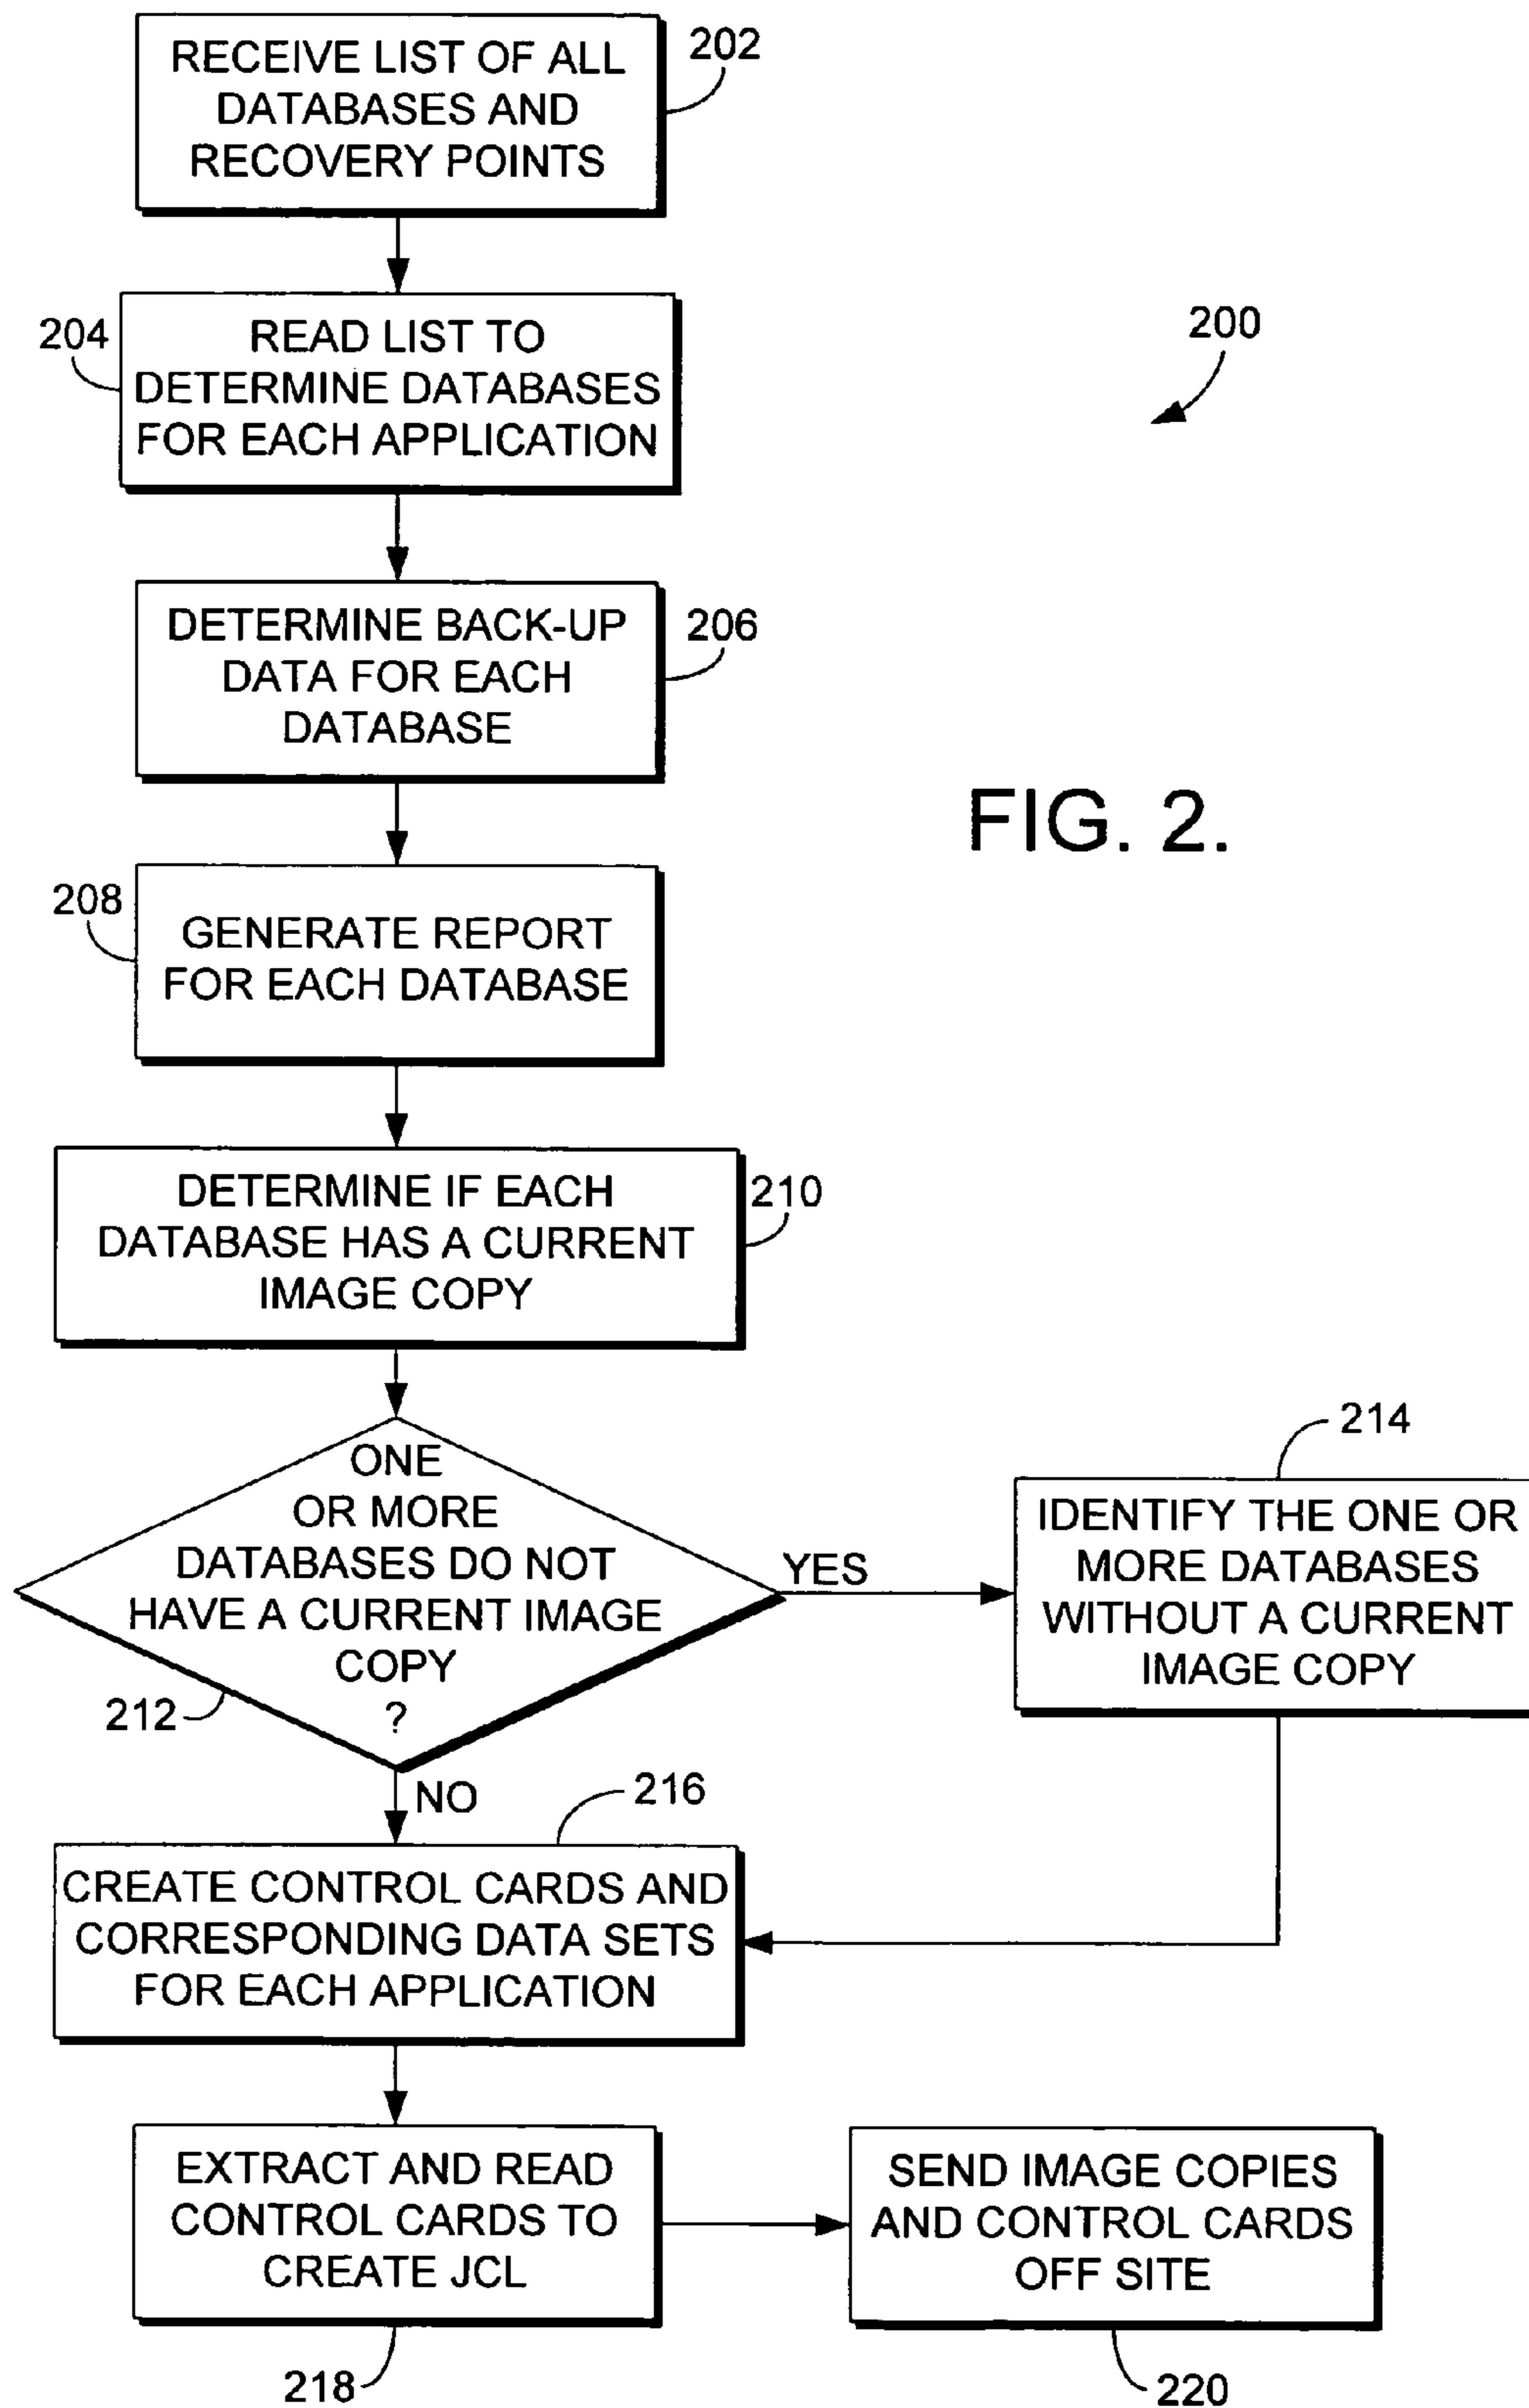 RECEIVE LIST OF ALL
DATABASES AND
RECOVERY POINTS
202
204
READ LIST TO
DETERMINE DATABASES
FOR EACH APPLICATION
200
DETERMINE BACK-UP
DATA FOR EACH
DATABASE
206
FIG. 2.
208
GENERATE REPORT
FOR EACH DATABASE
DETERMINE IF EACH
DATABASE HAS A CURRENT
IMAGE COPY
210
ONE
OR MORE
DATABASES DO NOT
HAVE A CURRENT IMAGE
COPY
?
212
YES
214
IDENTIFY THE ONE OR
MORE DATABASES
WITHOUT A CURRENT
IMAGE COPY
NO
216
CREATE CONTROL CARDS AND
CORRESPONDING DATA SETS
FOR EACH APPLICATION
EXTRACT AND READ
CONTROL CARDS TO
CREATE JCL
218
SEND IMAGE COPIES
AND CONTROL CARDS
OFF SITE
220